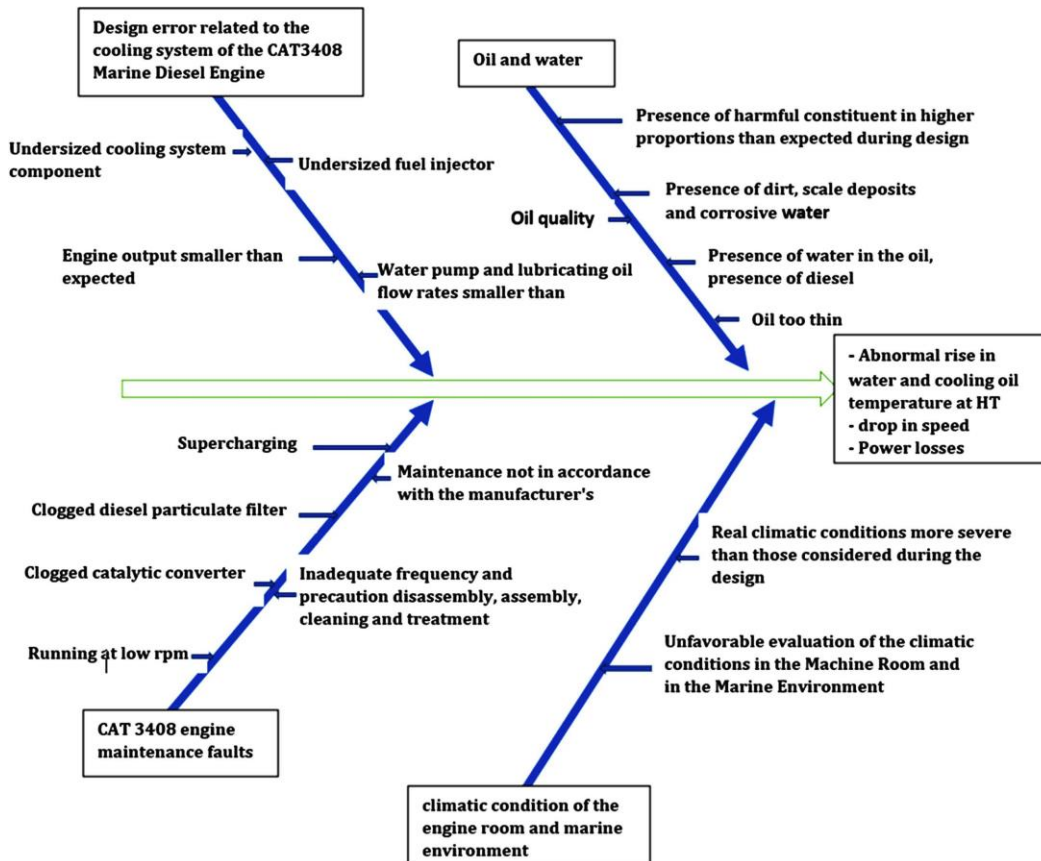 Design error related to the
cooling system of the CAT3408
Marine Diesel Engine
Oil and water
Undersized cooling system
component
Undersized fuel injector
Engine output smaller than
expected
Water pump and lubricating oil
flow rates smaller than
Presence of harmful constituent in higher
proportions than expected during design
Presence of dirt, scale deposits
and corrosive water
Oil quality
Presence of water in the oil,
presence of diesel
Oil too thin
- Abnormal rise in
water and cooling oil
temperature at HT
- drop in speed
- Power losses
Supercharging
Maintenance not in accordance
with the manufacturer's
Clogged diesel particulate filter
Clogged catalytic converter
Inadequate frequency and
precaution disassembly, assembly,
cleaning and treatment
Running at low rpm
CAT 3408 engine
maintenance faults
Real climatic conditions more severe
than those considered during the
design
Unfavorable evaluation of the climatic
conditions in the Machine Room and
in the Marine Environment
climatic condition of the
engine room and marine
environment